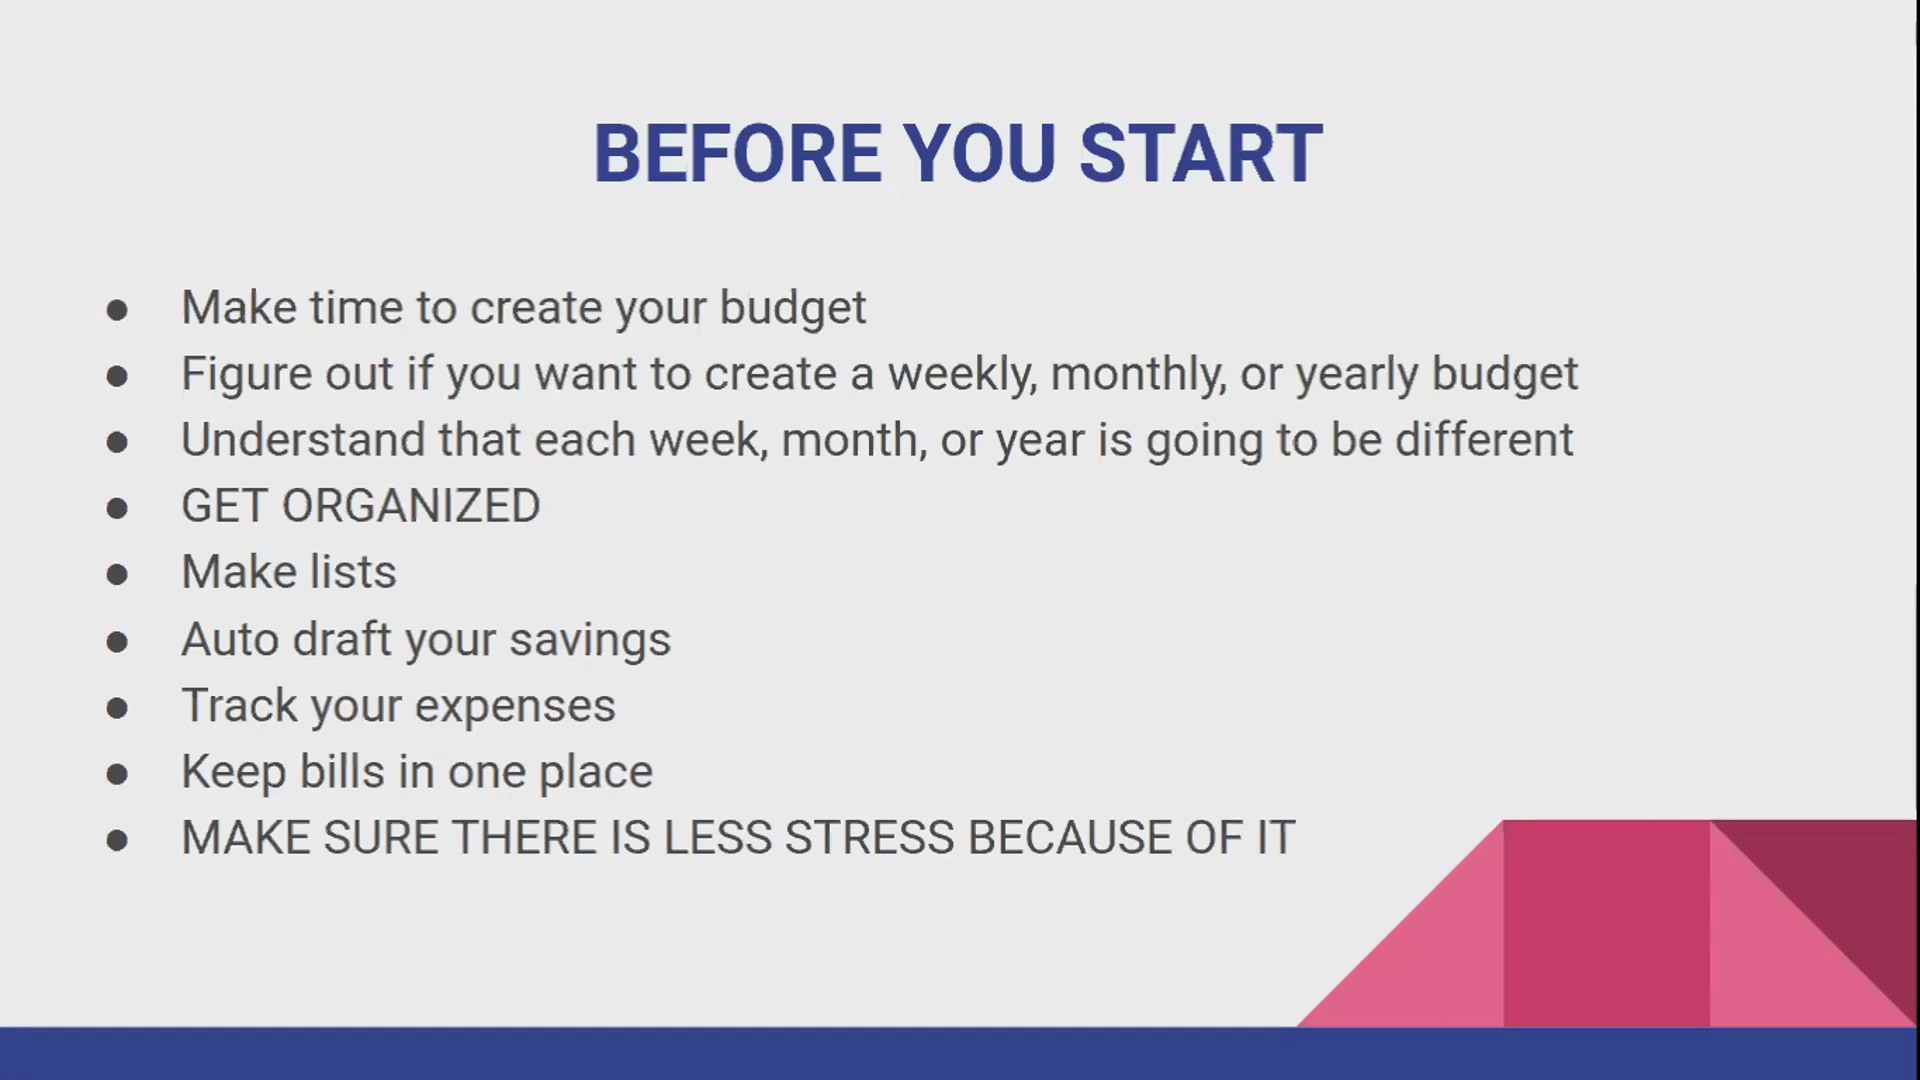 BEFORE YOU START
● Make time to create your budget
● Figure out if you want to create a weekly, monthly, or yearly budget
● Understand that each week, month, or year is going to be different
● GET ORGANIZED
● Make lists
● Auto draft your savings
● Track your expenses
● Keep bills in one place
● MAKE SURE THERE IS LESS STRESS BECAUSE OF IT